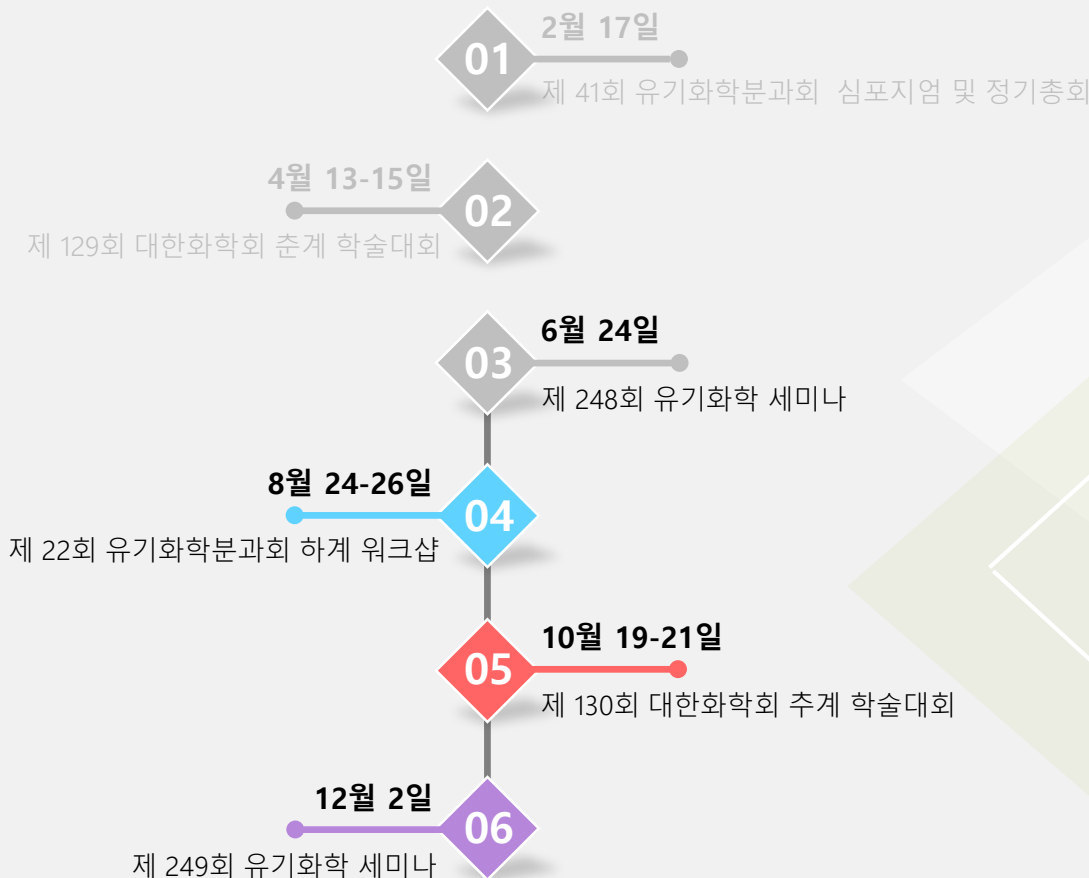 01
2월 17일
제 41회 유기화학분과회 심포지엄 및 정기총회
4월 13-15일
02
제 129회 대한화학회 춘계 학술대회
6월 24일
03
제 248회 유기화학 세미나
8월 24-26일
04
제 22회 유기화학분과회 하계 워크샵
10월 19-21일
05
제 130회 대한화학회 추계 학술대회
12월 2일
06
제 249회 유기화학 세미나